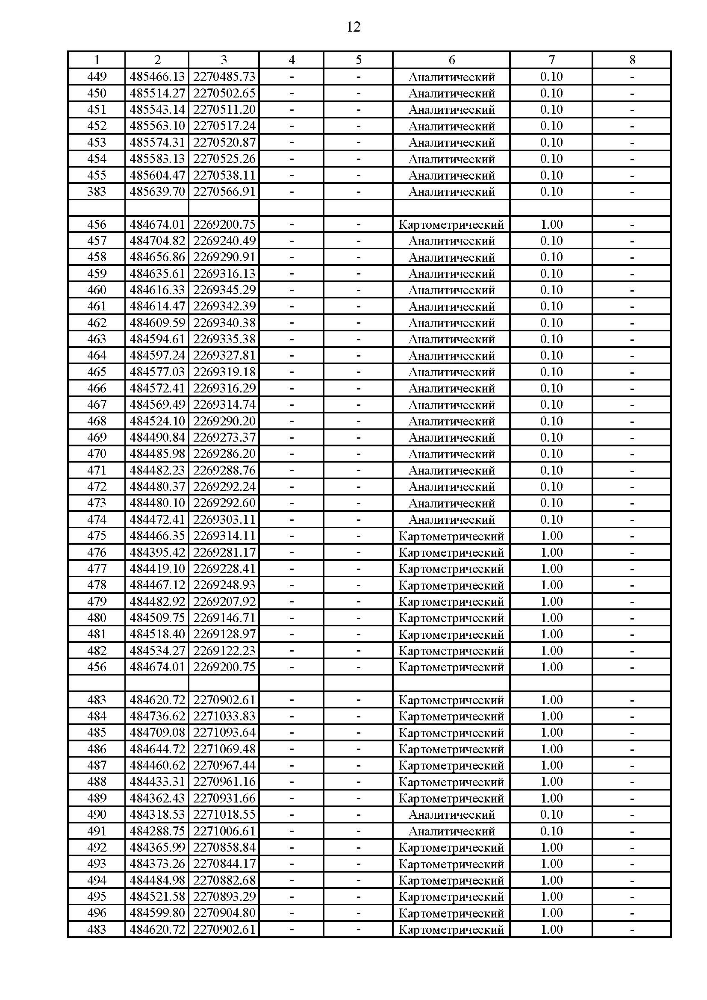 12
1 2 3 4 5 6 7 8
449 485466.13 2270485.73 - - Аналитический 0.10 -
450 485514.27 2270502.65 - - Аналитический 0.10 -
451 485543.14 2270511.20 - - Аналитический 0.10 -
452 485563.10 2270517.24 - - Аналитический 0.10 -
453 485574.31 2270520.87 - - Аналитический 0.10 -
454 485583.13 2270525.26 - - Аналитический 0.10 -
455 485604.47 2270538.11 - - Аналитический 0.10 -
383 485639.70 2270566.91 - - Аналитический 0.10 -
456 484674.01 2269200.75 - - Картометрический 1.00 -
457 484704.82 2269240.49 - - Аналитический 0.10 -
458 484656.86 2269290.91 - - Аналитический 0.10 -
459 484635.61 2269316.13 - - Аналитический 0.10 -
460 484616.33 2269345.29 - - Аналитический 0.10 -
461 484614.47 2269342.39 - - Аналитический 0.10 -
462 484609.59 2269340.38 - - Аналитический 0.10 -
463 484594.61 2269335.38 - - Аналитический 0.10 -
464 484597.24 2269327.81 - - Аналитический 0.10 -
465 484577.03 2269319.18 - - Аналитический 0.10 -
466 484572.41 2269316.29 - - Аналитический 0.10 -
467 484569.49 2269314.74 - - Аналитический 0.10 -
468 484524.10 2269290.20 - - Аналитический 0.10 -
469 484490.84 2269273.37 - - Аналитический 0.10 -
470 484485.98 2269286.20 - - Аналитический 0.10 -
471 484482.23 2269288.76 - - Аналитический 0.10 -
472 484480.37 2269292.24 - - Аналитический 0.10 -
473 484480.10 2269292.60 - - Аналитический 0.10 -
474 484472.41 2269303.11 - - Аналитический 0.10 -
475 484466.35 2269314.11 - - Картометрический 1.00 -
476 484395.42 2269281.17 - - Картометрический 1.00 -
477 484419.10 2269228.41 - - Картометрический 1.00 -
478 484467.12 2269248.93 - - Картометрический 1.00 -
479 484482.92 2269207.92 - - Картометрический 1.00 -
480 484509.75 2269146.71 - - Картометрический 1.00 -
481 484518.40 2269128.97 - - Картометрический 1.00 -
482 484534.27 2269122.23 - - Картометрический 1.00 -
456 484674.01 2269200.75 - - Картометрический 1.00 -
483 484620.72 2270902.61 - - Картометрический 1.00 -
484 484736.62 2271033.83 - - Картометрический 1.00 -
485 484709.08 2271093.64 - - Картометрический 1.00 -
486 484644.72 2271069.48 - - Картометрический 1.00 -
487 484460.62 2270967.44 - - Картометрический 1.00 -
488 484433.31 2270961.16 - - Картометрический 1.00 -
489 484362.43 2270931.66 - - Картометрический 1.00 -
490 484318.53 2271018.55 - - Аналитический 0.10 -
491 484288.75 2271006.61 - - Аналитический 0.10 -
492 484365.99 2270858.84 - - Картометрический 1.00 -
493 484373.26 2270844.17 - - Картометрический 1.00 -
494 484484.98 2270882.68 - - Картометрический 1.00 -
495 484521.58 2270893.29 - - Картометрический 1.00 -
496 484599.80 2270904.80 - - Картометрический 1.00 -
483 484620.72 2270902.61 - - Картометрический 1.00 -